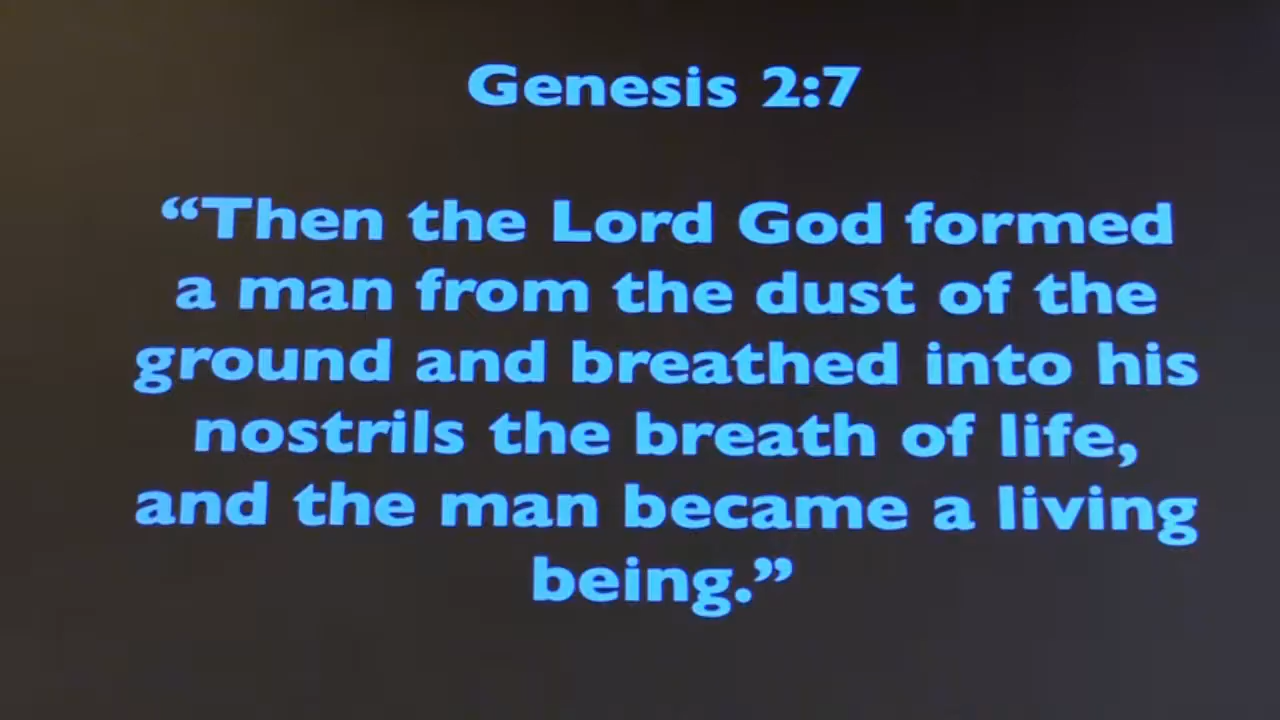 Genesis 2:7
“Then the Lord God formed
a man from the dust of the
ground and breathed into his
nostrils the breath of life,
and the man became a living
being.”